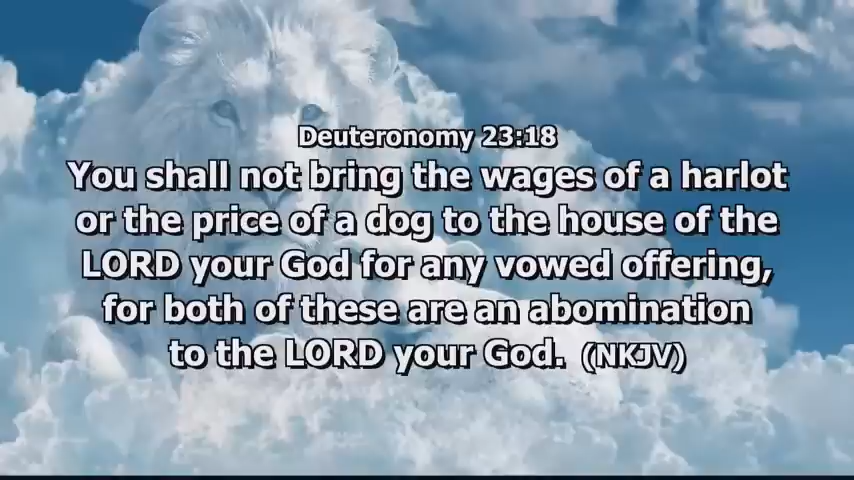 Deuteronomy 23:18
You shall not bring the wages of a harlot
or the price of a dog to the house of the
LORD your God for any vowed offering,
for both of these are an abomination
to the LORD your God. (NKJV)